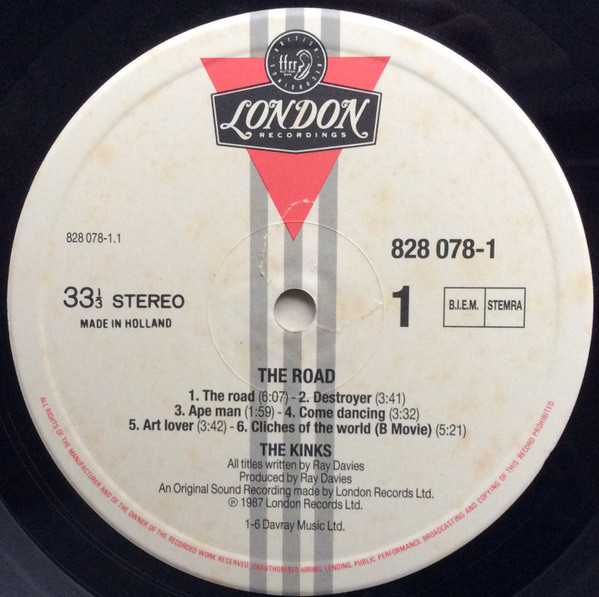 BRITISH RECORDINGS
ffrr
LONDON
RECORDINGS
828 078-1.1
828 078-1
33⅓ STEREO
MADE IN HOLLAND
1
B.I.E.M. STEMRA
THE ROAD
1. The road (6:07) - 2. Destroyer (3:41)
3. Ape man (1:59) - 4. Come dancing (3:32)
5. Art lover (3:42) - 6. Cliches of the world (B Movie) (5:21)
THE KINKS
All titles written by Ray Davies
Produced by Ray Davies
An Original Sound Recording made by London Records Ltd.
℗ 1987 London Records Ltd.
1-6 Davray Music Ltd.
ALL RIGHTS OF THE MANUFACTURER AND OF THE OWNER OF THE RECORDED WORK RESERVED. UNAUTHORISED HIRING, LENDING, PUBLIC PERFORMANCE, BROADCASTING AND COPYING OF THIS RECORD PROHIBITED.